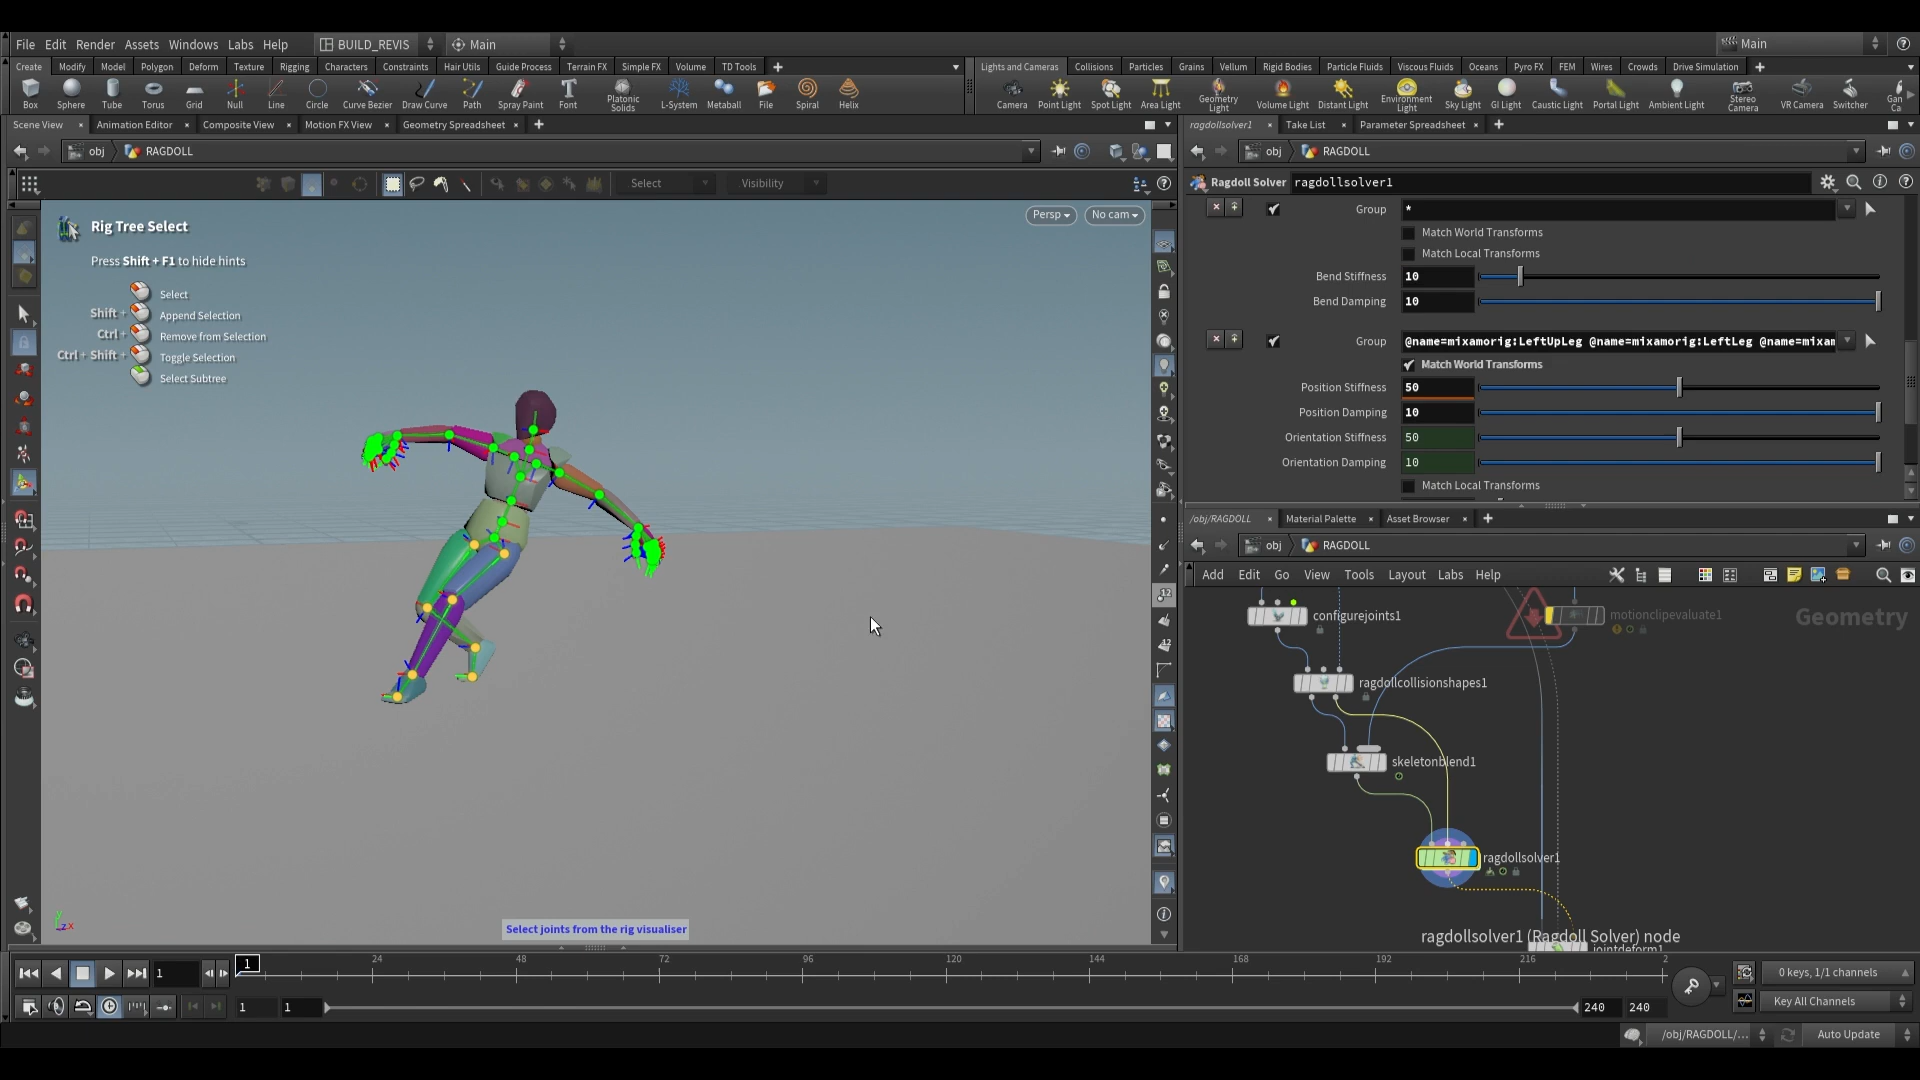 File Edit Render Assets Windows Labs Help BUILD_REVIS Main Main
Create Modify Model Polygon Deform Texture Rigging Characters Constraints Hair Utils Guide Process Terrain FX Simple FX Volume TD Tools
Lights and Cameras Collisions Particles Grains Vellum Rigid Bodies Particle Fluids Viscous Fluids Oceans Pyro FX FEM Wires Crowds Drive Simulation
Box Sphere Tube Torus Grid Null Line Circle Curve Bezier Draw Curve Path Spray Paint Font Platonic Solids L-System Metaball File Spiral Helix
Camera Point Light Spot Light Area Light Geometry Light Volume Light Distant Light Environment Light Sky Light GI Light Caustic Light Portal Light Ambient Light Stereo Camera VR Camera Switcher Gan Ca
Scene View Animation Editor Composite View Motion FX View Geometry Spreadsheet
obj RAGDOLL
Select Visibility
Rig Tree Select
Persp No cam
Press Shift + F1 to hide hints
Select
Shift + Append Selection
Ctrl + Remove from Selection
Ctrl + Shift + Toggle Selection
Select Subtree
Select joints from the rig visualiser
ragdollsolver1 Take List Parameter Spreadsheet
obj RAGDOLL
Ragdoll Solver ragdollsolver1
Group *
Match World Transforms
Match Local Transforms
Bend Stiffness 10
Bend Damping 10
Group @name=mixamorig:LeftUpLeg @name=mixamorig:LeftLeg @name=mixam
Match World Transforms
Position Stiffness 50
Position Damping 10
Orientation Stiffness 50
Orientation Damping 10
Match Local Transforms
/obj/RAGDOLL Material Palette Asset Browser
obj RAGDOLL
Add Edit Go View Tools Layout Labs Help
configurejoints1
motionclipevaluate1
Geometry
ragdollcollisionshapes1
skeletonblend1
ragdollsolver1
ragdollsolver1 (Ragdoll Solver) node
jointdeform1
1 1 24 48 72 96 120 144 168 192 216 2
0 keys, 1/1 channels
1 1 240 240
Key All Channels
/obj/RAGDOLL/... Auto Update